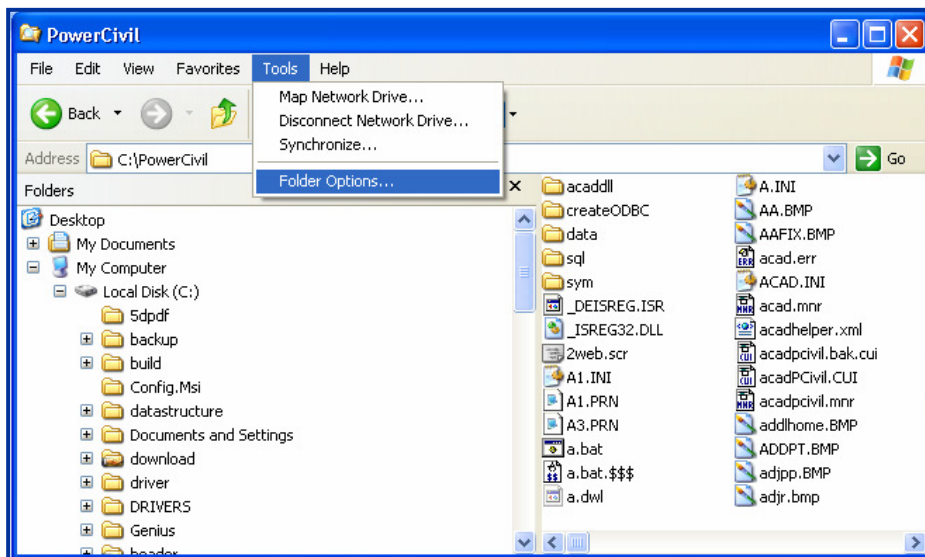 PowerCivil
File Edit View Favorites Tools Help
Back
Map Network Drive...
Disconnect Network Drive...
Synchronize...
Folder Options...
Address C:\PowerCivil Go
Folders
Desktop
My Documents
My Computer
Local Disk (C:)
5dpdf
backup
build
Config.Msi
datastructure
Documents and Settings
download
driver
DRIVERS
Genius
header
acaddll
createODBC
data
sql
sym
_DEISREG.ISR
_ISREG32.DLL
2web.scr
A1.INI
A1.PRN
A3.PRN
a.bat
a.bat.$$$
a.dwl
A.INI
AA.BMP
AAFIX.BMP
acad.err
ACAD.INI
acad.mnr
acadhelper.xml
acadpcivil.bak.cui
acadPCivil.CUI
acadpcivil.mnr
addlhome.BMP
ADDPT.BMP
adjpp.BMP
adjr.bmp